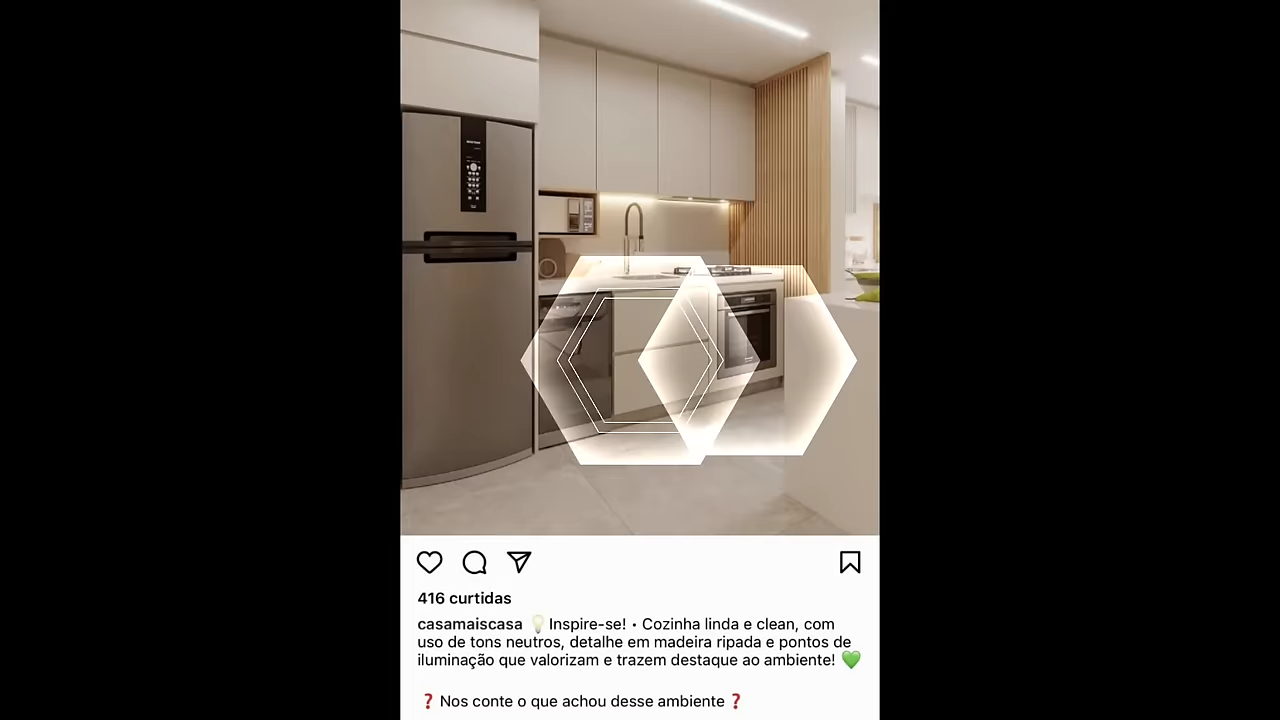 416 curtidas
casamaiscasa 💡Inspire-se! • Cozinha linda e clean, com
uso de tons neutros, detalhe em madeira ripada e pontos de
iluminação que valorizam e trazem destaque ao ambiente! 💚
❓Nos conte o que achou desse ambiente❓